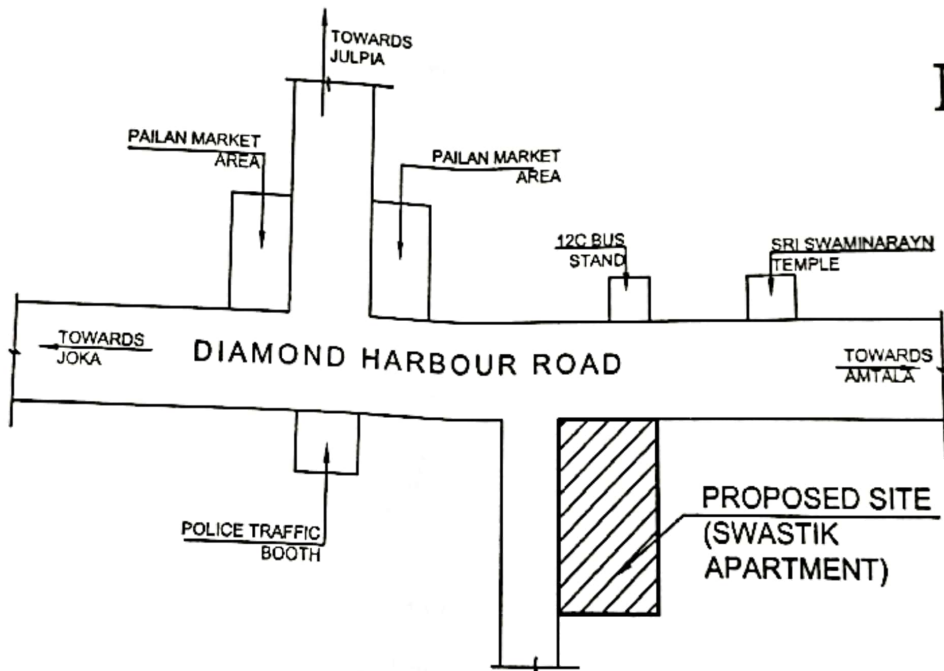 TOWARDS
JULPIA
PAILAN MARKET
AREA
PAILAN MARKET
AREA
12C BUS
STAND
SRI SWAMINARAYN
TEMPLE
TOWARDS
JOKA
DIAMOND HARBOUR ROAD
TOWARDS
AMTALA
POLICE TRAFFIC
BOOTH
PROPOSED SITE
(SWASTIK
APARTMENT)